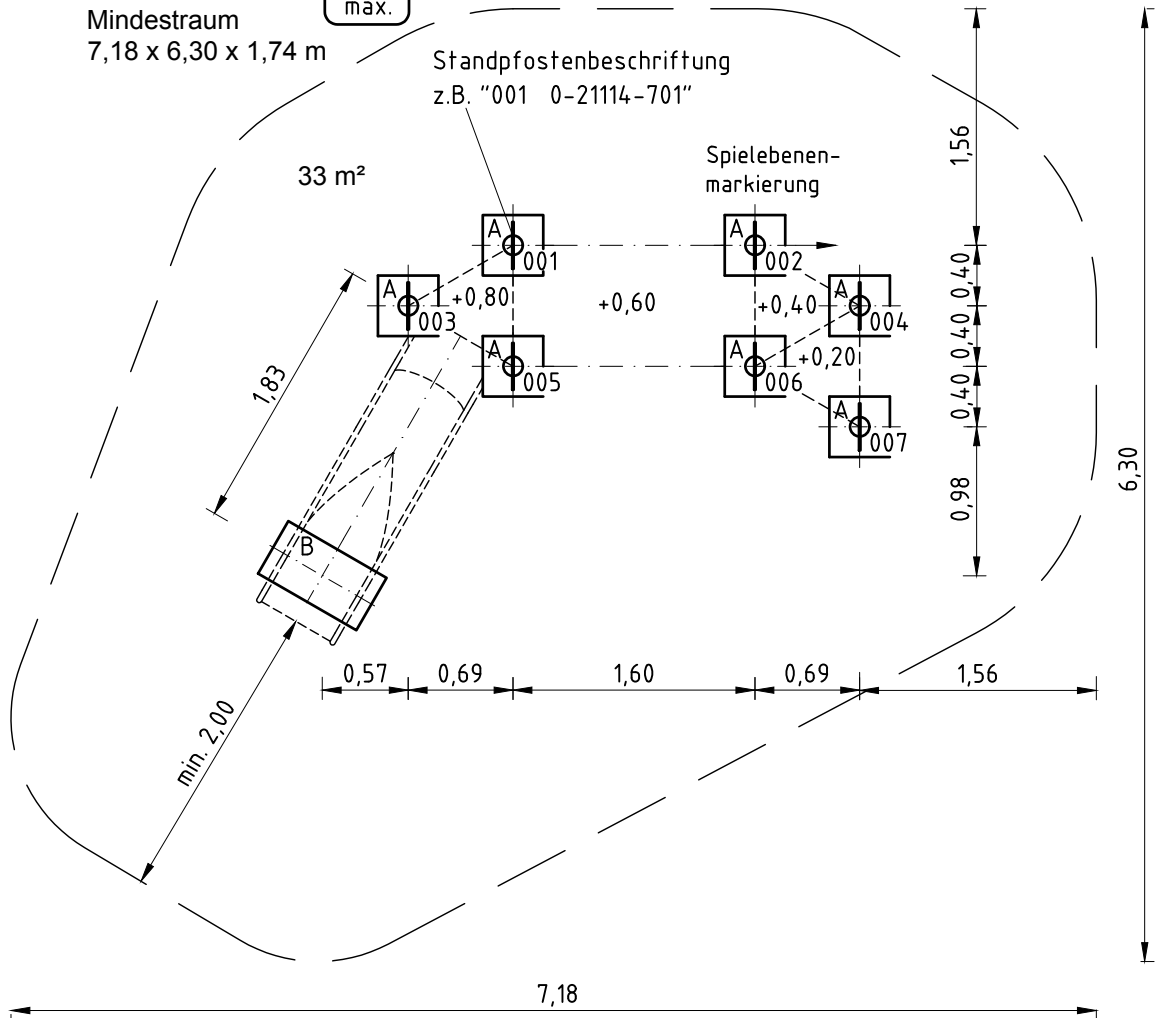 max.
Mindestraum
7,18 x 6,30 x 1,74 m
Standpfostenbeschriftung
z.B. "001 0-21114-701"
33 m²
Spielebenen-
markierung
1,56
A
001
A
002
0,40
A
003
+0,80
+0,60
+0,40
A
004
0,40
A
005
A
006
+0,20
0,40
A
007
1,83
6,30
0,98
B
0,57
0,69
1,60
0,69
1,56
min. 2,00
7,18